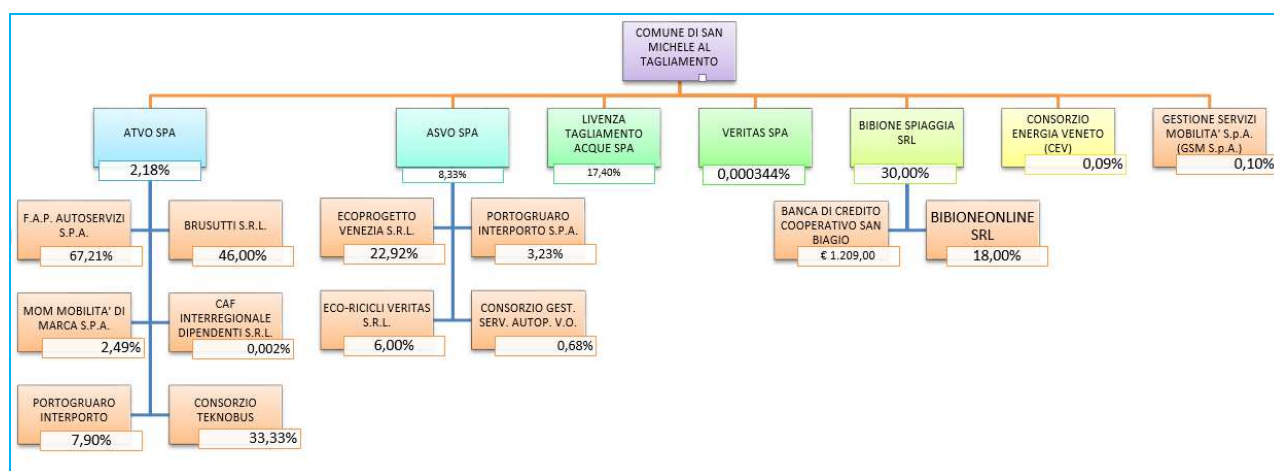 COMUNE DI SAN
MICHELE AL
TAGLIAMENTO
ATVO SPA
2,18%
ASVO SPA
8,33%
LIVENZA
TAGLIAMENTO
ACQUE SPA
17,40%
VERITAS SPA
0,000344%
BIBIONE SPIAGGIA
SRL
30,00%
CONSORZIO
ENERGIA VENETO
(CEV)
0,09%
GESTIONE SERVIZI
MOBILITA' S.p.A.
(GSM S.p.A.)
0,10%
F.A.P. AUTOSERVIZI
S.P.A.
67,21%
BRUSUTTI S.R.L.
46,00%
ECOPROGETTO
VENEZIA S.R.L.
22,92%
PORTOGRUARO
INTERPORTO S.P.A.
3,23%
BANCA DI CREDITO
COOPERATIVO SAN
BIAGIO
€ 1.209,00
BIBIONEONLINE
SRL
18,00%
MOM MOBILITA' DI
MARCA S.P.A.
2,49%
CAF
INTERREGIONALE
DIPENDENTI S.R.L.
0,002%
ECO-RICICLI VERITAS
S.R.L.
6,00%
CONSORZIO GEST.
SERV. AUTOP. V.O.
0,68%
PORTOGRUARO
INTERPORTO
7,90%
CONSORZIO
TEKNOBUS
33,33%